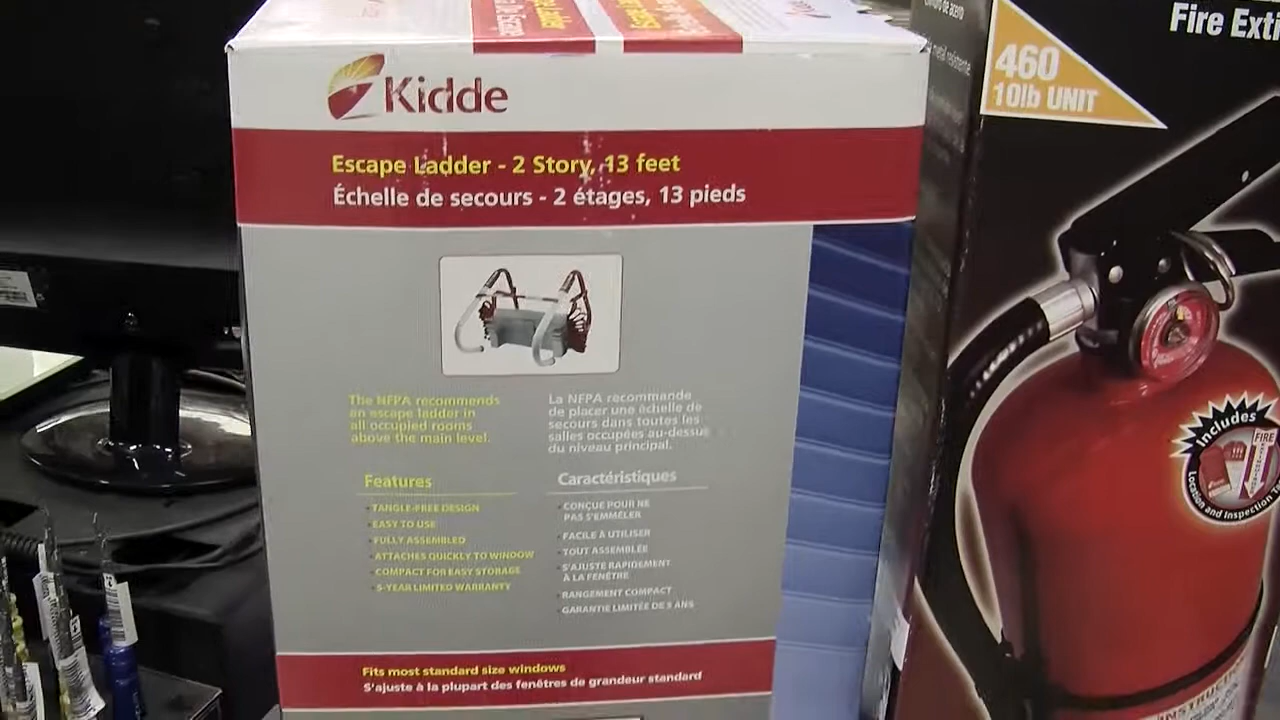 Kidde
Escape Ladder - 2 Story, 13 feet
Échelle de secours - 2 étages, 13 pieds
The NFPA recommends
an escape ladder in
all occupied rooms
above the main level.
La NFPA recommande
de placer une échelle de
secours dans toutes les
salles occupées au-dessus
du niveau principal.
Features
- TANGLE-FREE DESIGN
- EASY TO USE
- FULLY ASSEMBLED
- ATTACHES QUICKLY TO WINDOW
- COMPACT FOR EASY STORAGE
- 5-YEAR LIMITED WARRANTY
Caractéristiques
- CONÇUE POUR NE
PAS S'EMMÊLER
- FACILE À UTILISER
- TOUT ASSEMBLÉE
- S'AJUSTE RAPIDEMENT
À LA FENÊTRE
- RANGEMENT COMPACT
- GARANTIE LIMITÉE DE 5 ANS
Fits most standard size windows
S'ajuste à la plupart des fenêtres de grandeur standard
Fire Exti
460
10lb UNIT
Includes
FIRE
Location and Inspection
INSTRUCT